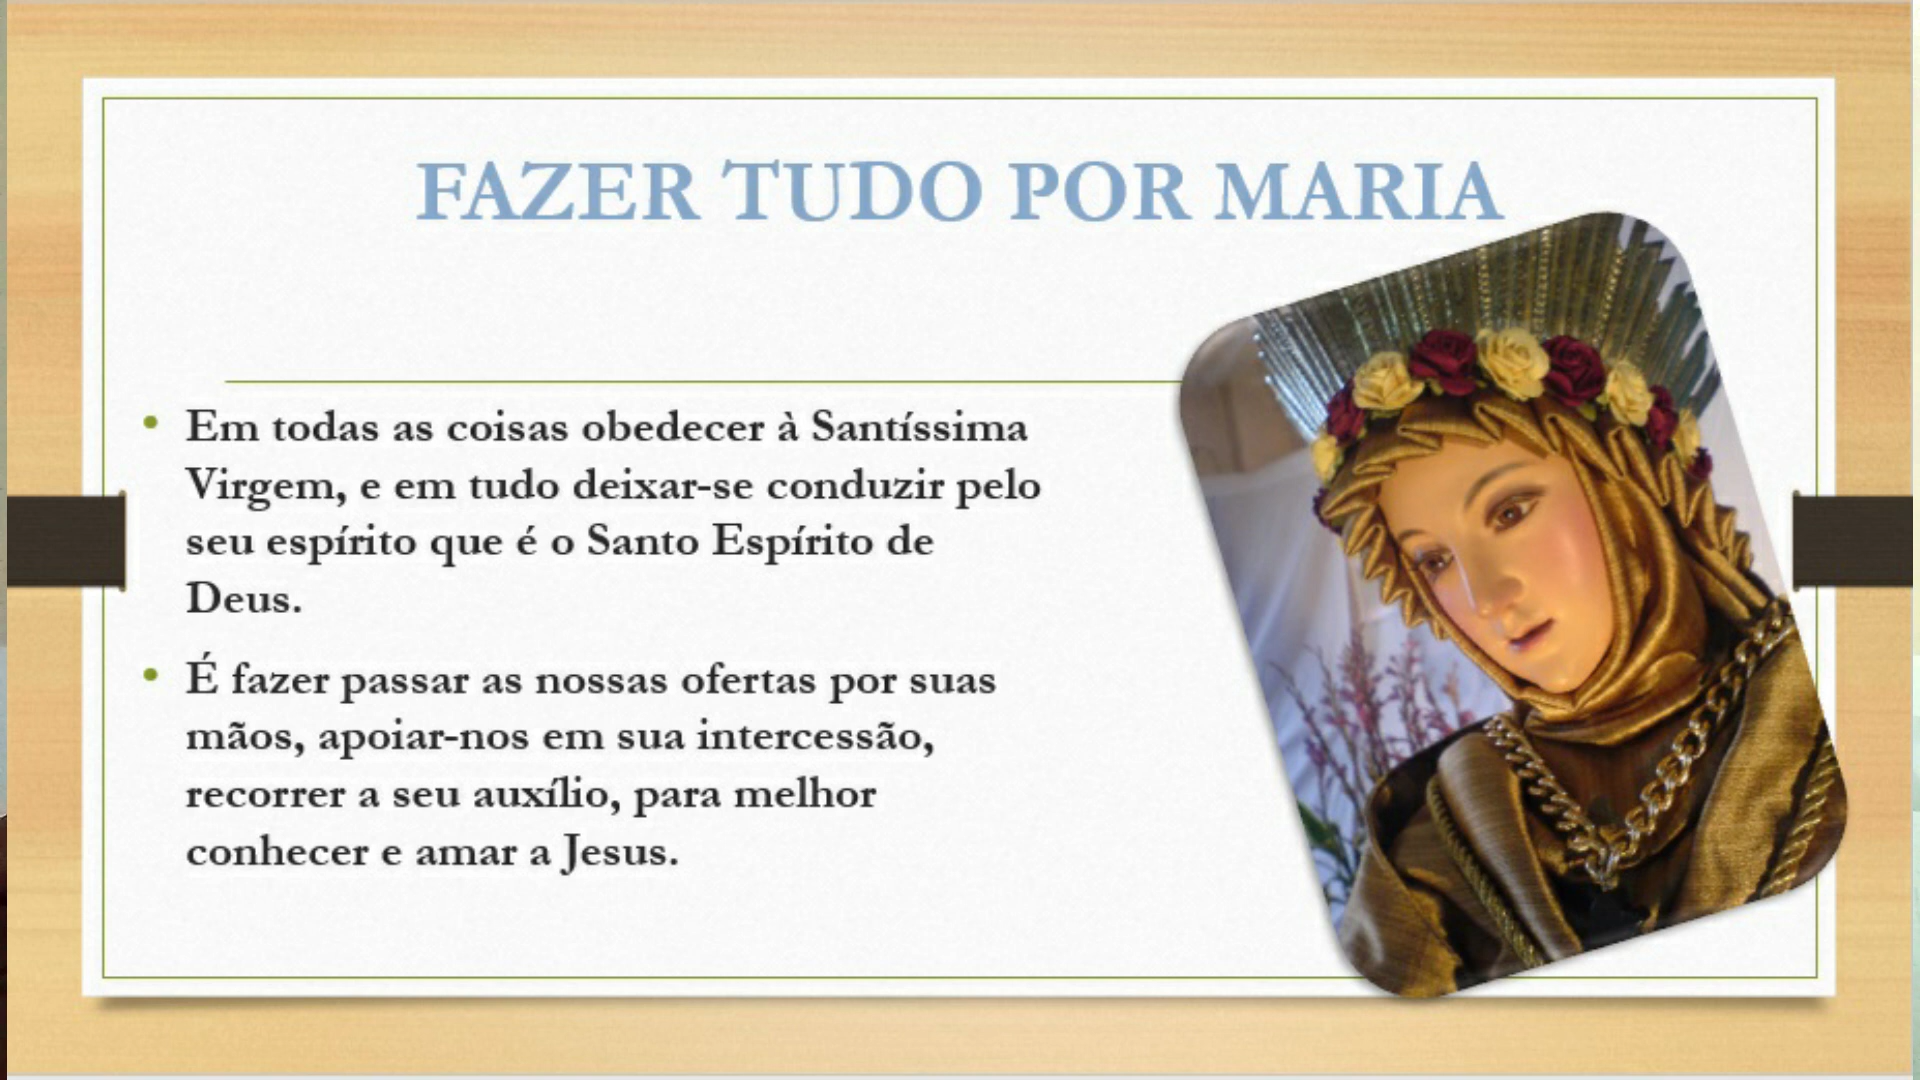 FAZER TUDO POR MARIA
• Em todas as coisas obedecer à Santíssima
Virgem, e em tudo deixar-se conduzir pelo
seu espírito que é o Santo Espírito de
Deus.
• É fazer passar as nossas ofertas por suas
mãos, apoiar-nos em sua intercessão,
recorrer a seu auxílio, para melhor
conhecer e amar a Jesus.